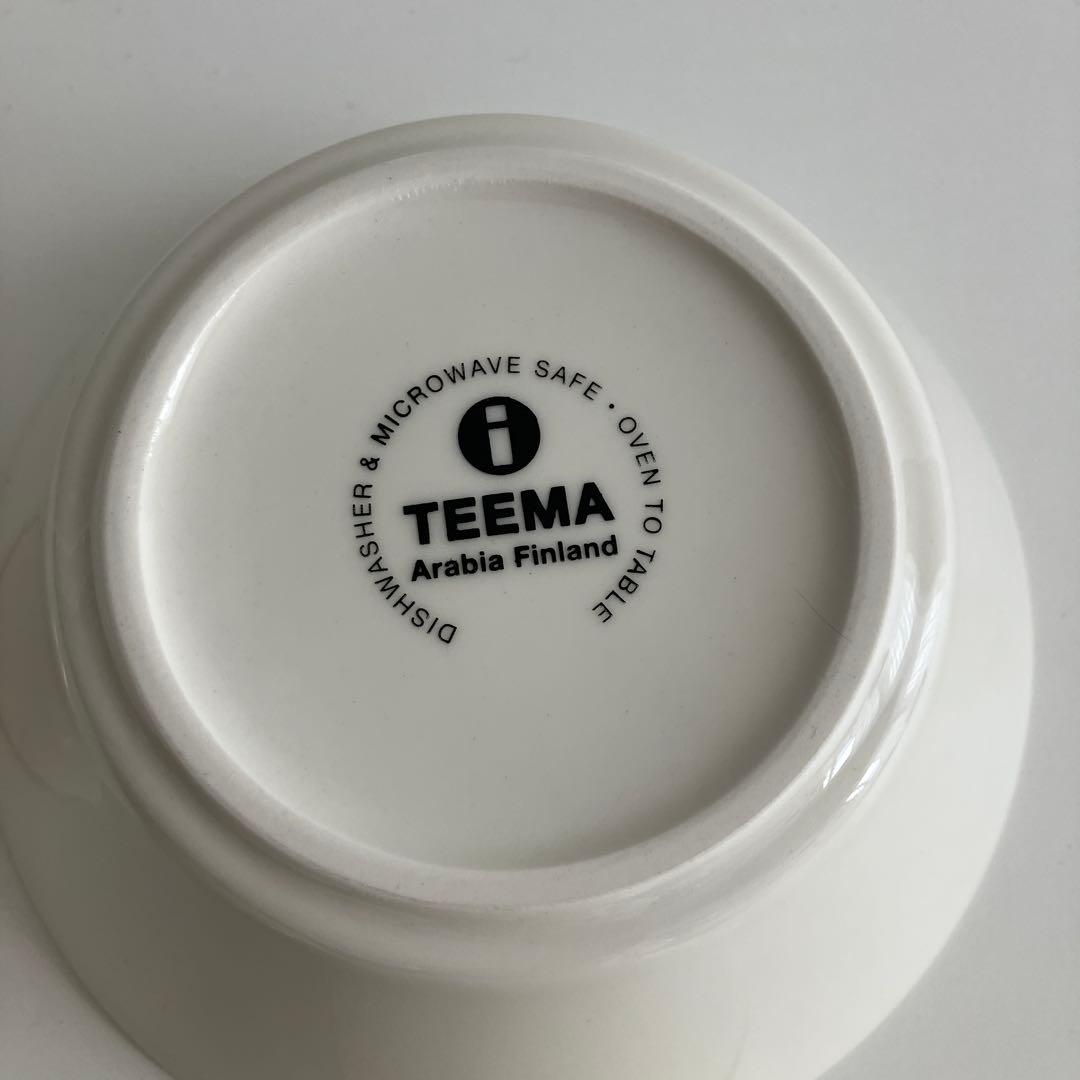 DISHWASHER & MICROWAVE SAFE · OVEN TO TABLE
i
TEEMA
Arabia Finland